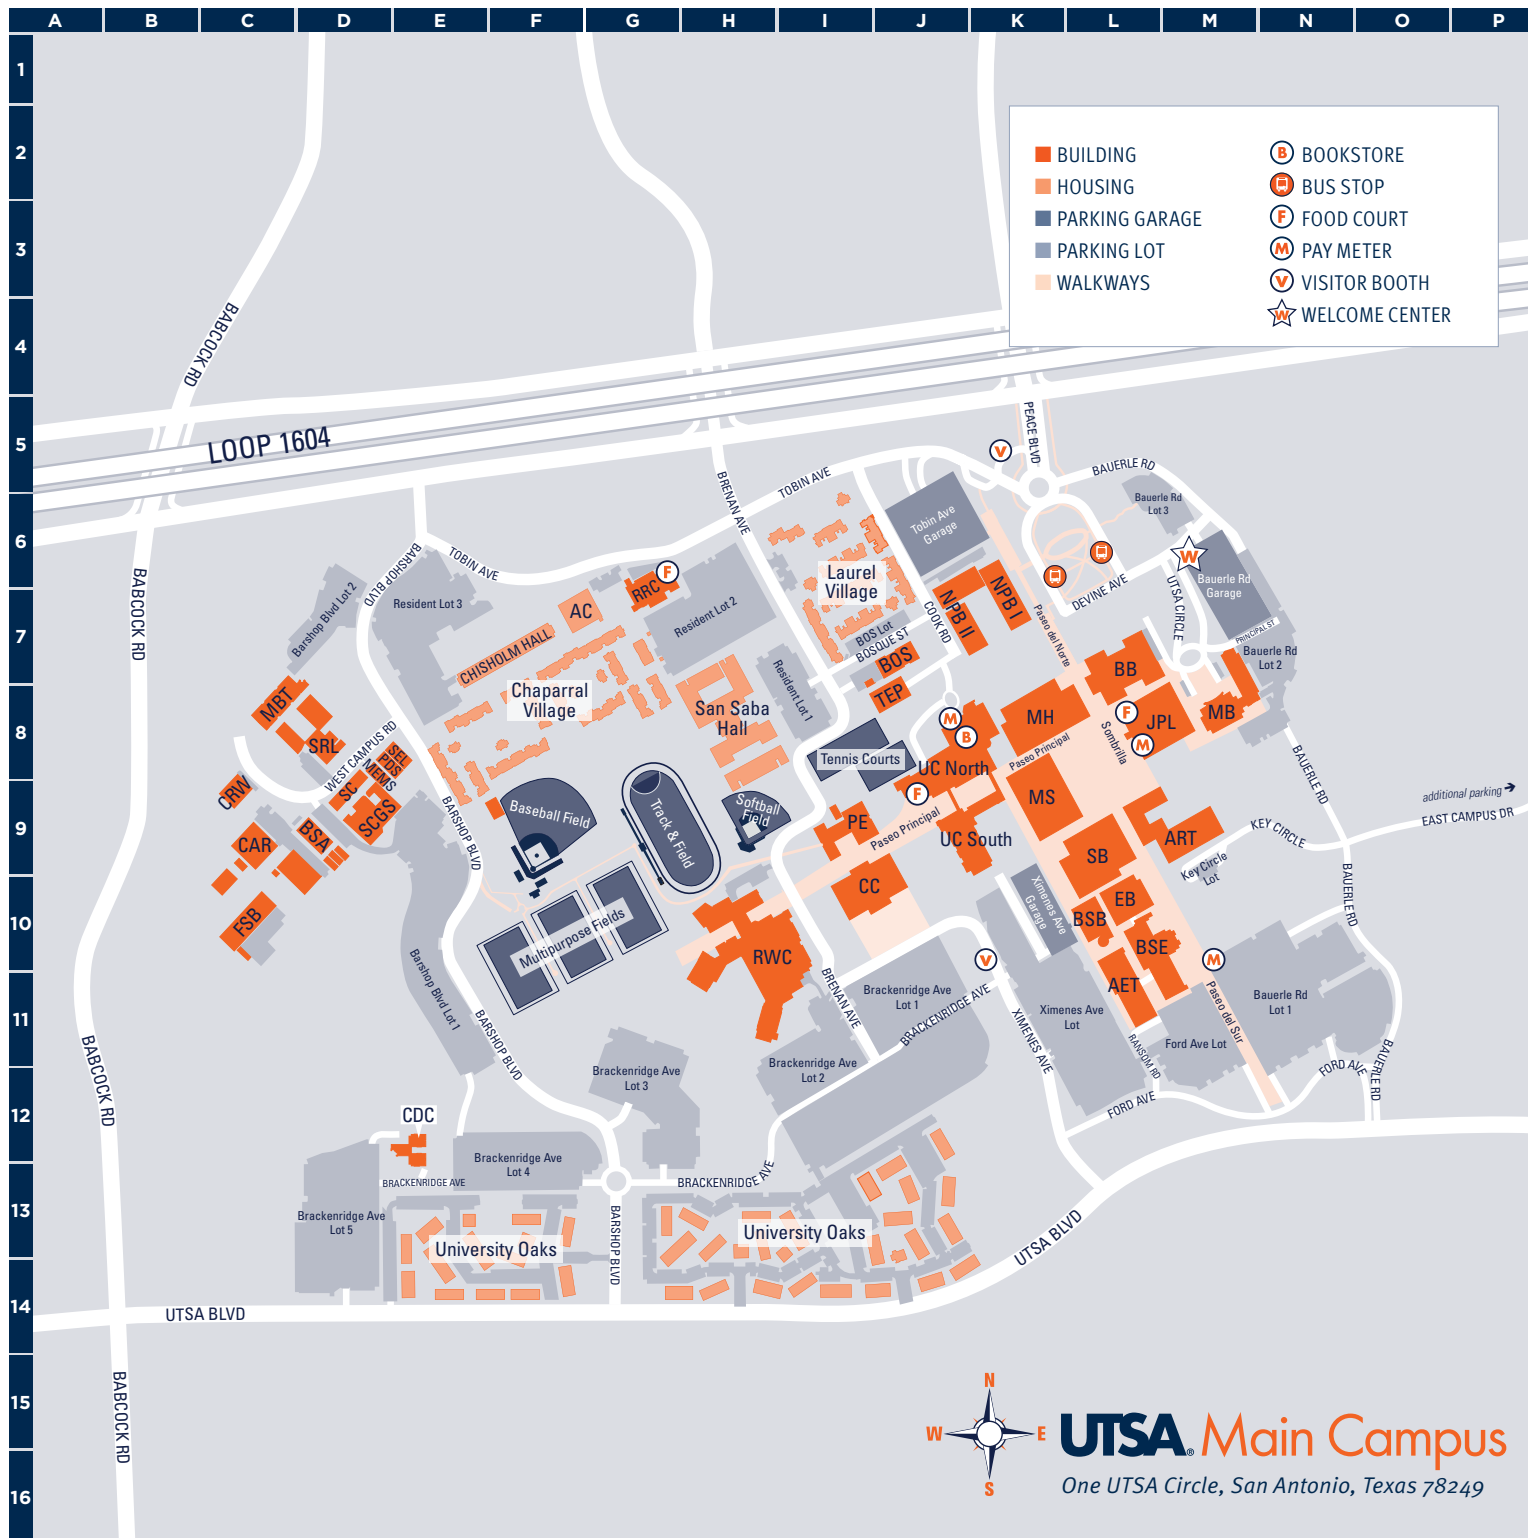 A B C D E F G H I J K L M N O P
1
2
3
4
5
6
7
8
9
10
11
12
13
14
15
16
BUILDING
HOUSING
PARKING GARAGE
PARKING LOT
WALKWAYS
B BOOKSTORE
BUS STOP
F FOOD COURT
M PAY METER
V VISITOR BOOTH
W WELCOME CENTER
BABCOCK RD
LOOP 1604
PEACE BLVD
V
BAUERLE RD
TOBIN AVE
BRENAN AVE
Bauerle Rd
Lot 3
Tobin Ave
Garage
W
BARSHOP BLVD
TOBIN AVE
F
RRC
AC
Laurel
Village
NPB II
NPB I
DEVINE AVE
UTSA CIRCLE
Bauerle Rd
Garage
BABCOCK RD
Barshop Blvd Lot 2
Resident Lot 3
CHISHOLM HALL
Resident Lot 2
BOS Lot
BOSQUE ST
COOK RD
Paseo del Norte
PRINCIPAL ST
Bauerle Rd
Lot 2
BOS
TEP
BB
Chaparral
Village
San Saba
Hall
Resident Lot 1
MBT
SRL
WEST CAMPUS RD
SEL
PDS
MEMS
SC
SCGS
CRW
BSA
CAR
FSB
M
B
MH
F
JPL
M
MB
Sombrilla
Paseo Principal
Tennis Courts
UC North
F
MS
BAUERLE RD
additional parking
EAST CAMPUS DR
BARSHOP BLVD
Baseball Field
Track & Field
Softball
Field
PE
Paseo Principal
UC South
ART
KEY CIRCLE
Key Circle
Lot
SB
CC
Ximenes Ave
Garage
EB
BSB
BSE
BAUERLE RD
Multipurpose Fields
RWC
V
M
AET
Barshop Blvd Lot 1
BARSHOP BLVD
BRENAN AVE
Brackenridge Ave
Lot 1
BRACKENRIDGE AVE
Ximenes Ave
Lot
XIMENES AVE
Paseo del Sur
Bauerle Rd
Lot 1
RANSOM RD
Ford Ave Lot
BABCOCK RD
Brackenridge Ave
Lot 3
Brackenridge Ave
Lot 2
FORD AVE
BAUERLE RD
FORD AVE
CDC
Brackenridge Ave
Lot 4
BRACKENRIDGE AVE
BRACKENRIDGE AVE
Brackenridge Ave
Lot 5
University Oaks
BARSHOP BLVD
University Oaks
UTSA BLVD
UTSA BLVD
BABCOCK RD
N
W E
S
UTSA® Main Campus
One UTSA Circle, San Antonio, Texas 78249